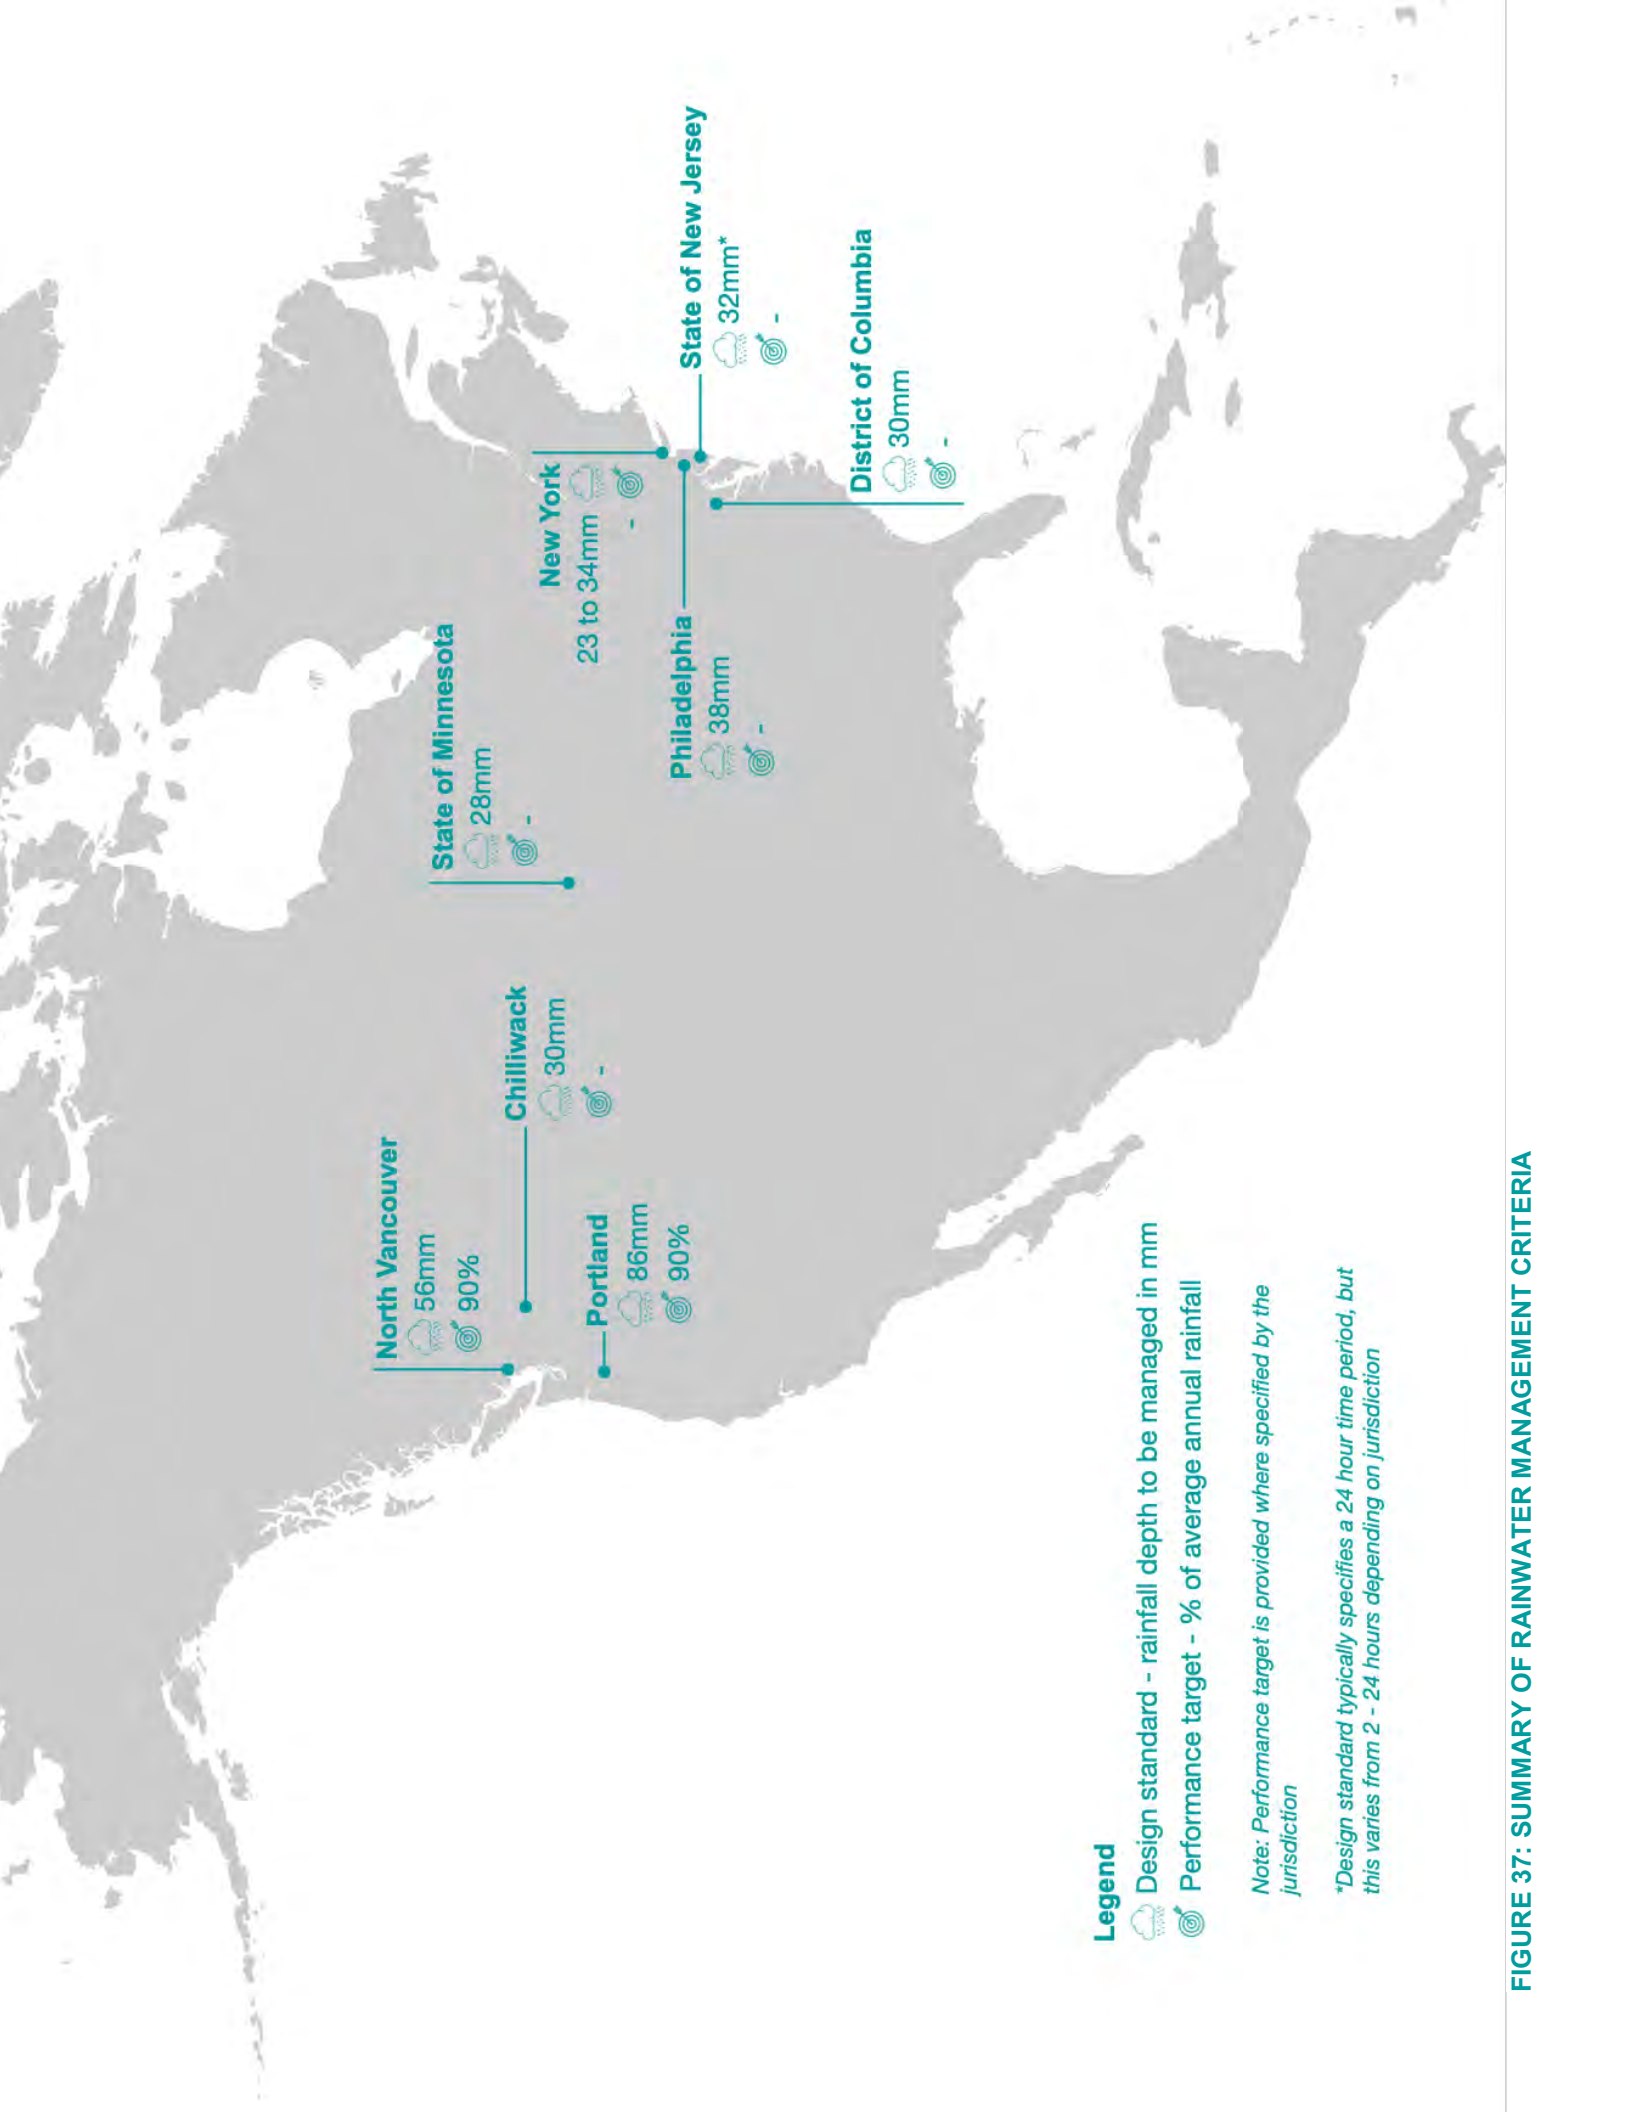 North Vancouver
56mm
90%
Chilliwack
30mm
-
Portland
86mm
90%
State of Minnesota
28mm
-
New York
23 to 34mm
-
Philadelphia
38mm
-
State of New Jersey
32mm*
-
District of Columbia
30mm
-
Legend
Design standard - rainfall depth to be managed in mm
Performance target - % of average annual rainfall
Note: Performance target is provided where specified by the
jurisdiction
*Design standard typically specifies a 24 hour time period, but
this varies from 2 - 24 hours depending on jurisdiction
FIGURE 37: SUMMARY OF RAINWATER MANAGEMENT CRITERIA